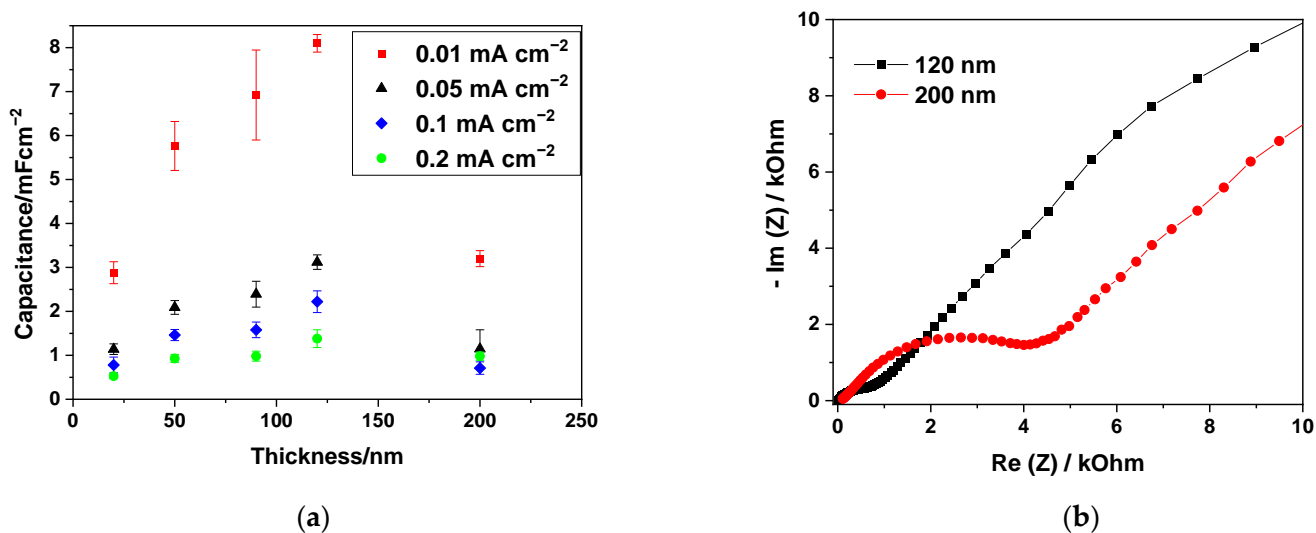 8
7
6
5
4
3
2
1
0
Capacitance/mFcm⁻²
0.01 mA cm⁻²
0.05 mA cm⁻²
0.1 mA cm⁻²
0.2 mA cm⁻²
0 50 100 150 200 250
Thickness/nm
(a)
10
8
6
4
2
0
- Im (Z) / kOhm
120 nm
200 nm
0 2 4 6 8 10
Re (Z) / kOhm
(b)